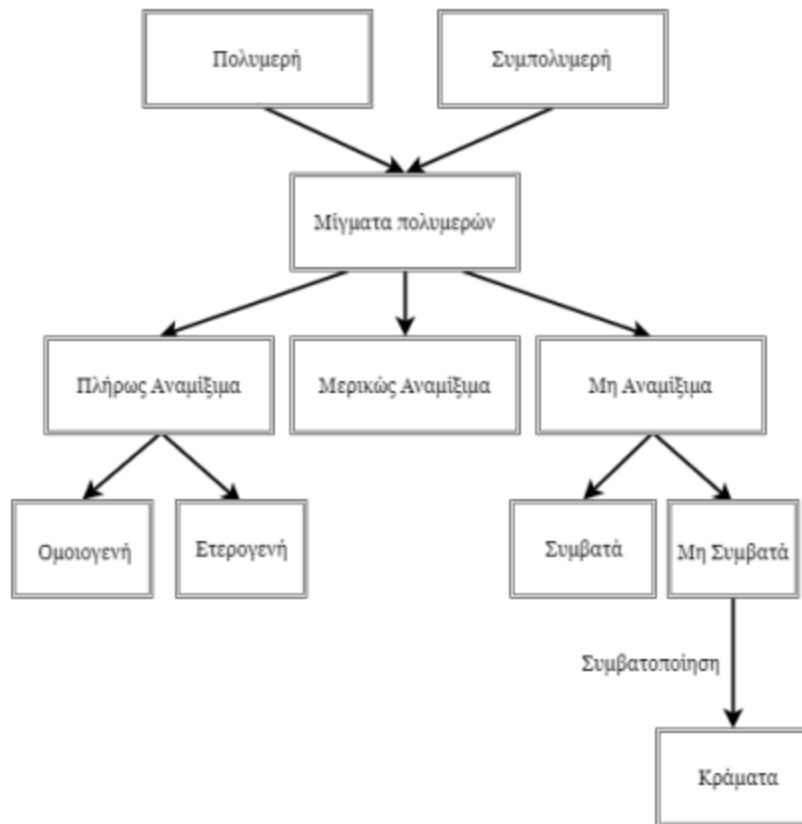 Πολυμερή
Συμπολυμερή
Μίγματα πολυμερών
Πλήρως Αναμίξιμα
Μερικώς Αναμίξιμα
Μη Αναμίξιμα
Ομοιογενή
Ετερογενή
Συμβατά
Μη Συμβατά
Συμβατοποίηση
Κράματα